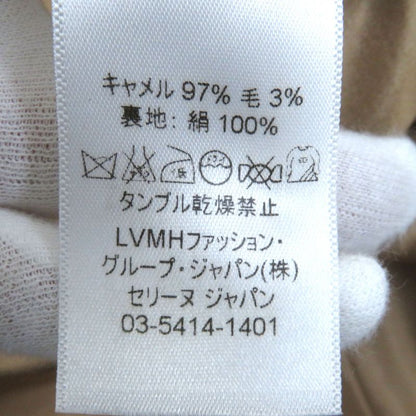 キャメル 97% 毛 3%
裏地: 絹 100%
タンブル乾燥禁止
LVMHファッション・
グループ・ジャパン(株)
セリーヌ ジャパン
03-5414-1401